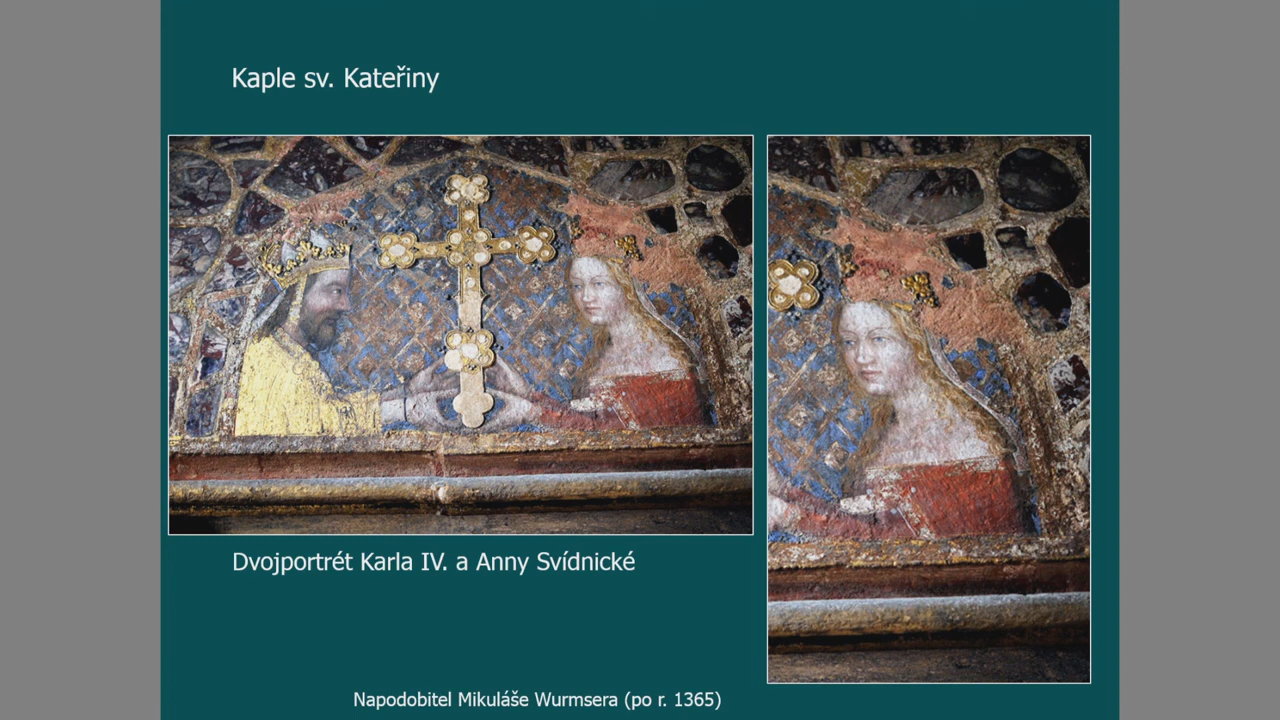 Kaple sv. Kateřiny
Dvojportrét Karla IV. a Anny Svídnické
Napodobitel Mikuláše Wurmsera (po r. 1365)